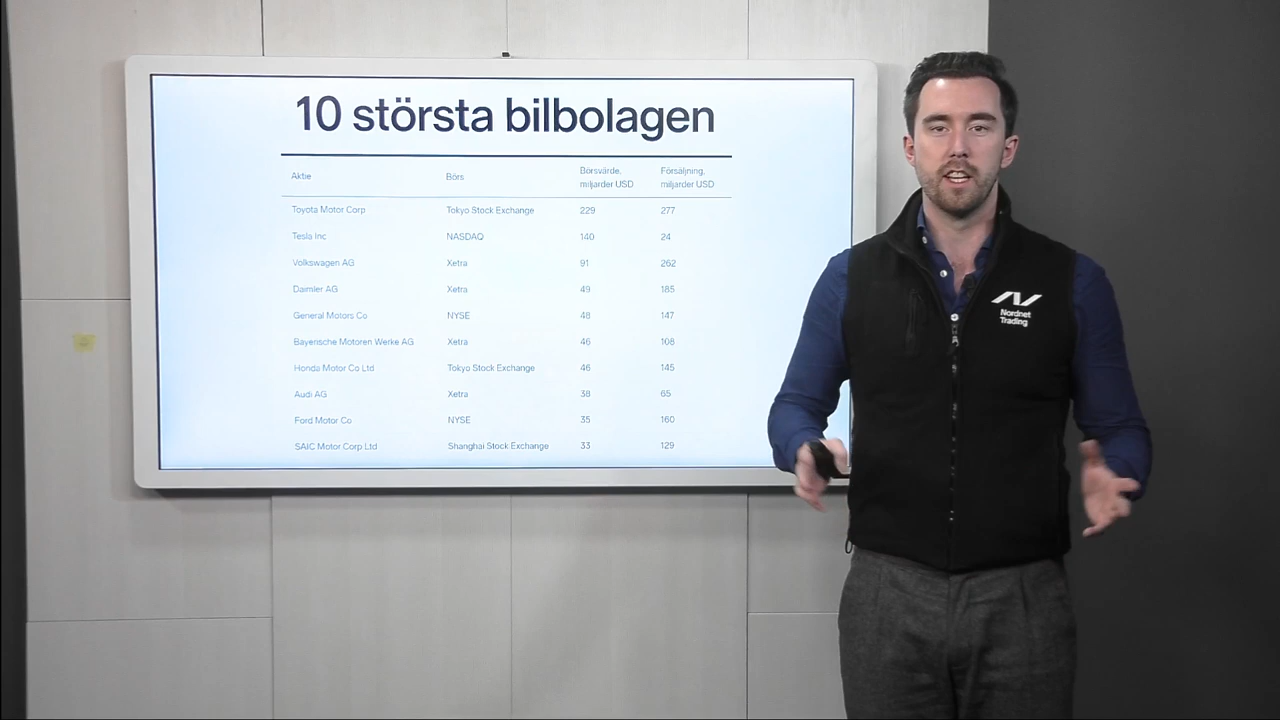 10 största bilbolagen
Aktie Börs Börsvärde, miljarder USD Försäljning, miljarder USD
Toyota Motor Corp Tokyo Stock Exchange 229 277
Tesla Inc NASDAQ 140 24
Volkswagen AG Xetra 91 262
Daimler AG Xetra 49 185
General Motors Co NYSE 48 147
Bayerische Motoren Werke AG Xetra 46 108
Honda Motor Co Ltd Tokyo Stock Exchange 46 145
Audi AG Xetra 38 65
Ford Motor Co NYSE 35 160
SAIC Motor Corp Ltd Shanghai Stock Exchange 33 129
Nordnet
Trading